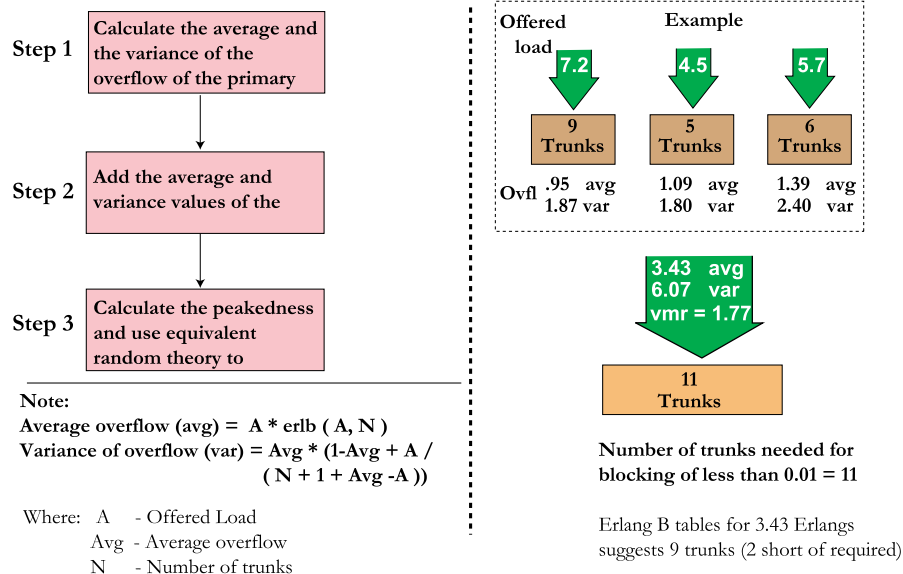 Step 1
Calculate the average and
the variance of the
overflow of the primary
Step 2
Add the average and
variance values of the
Step 3
Calculate the peakedness
and use equivalent
random theory to
Note:
Average overflow (avg) = A * erlb ( A, N )
Variance of overflow (var) = Avg * (1-Avg + A /
( N + 1 + Avg -A ))
Where: A - Offered Load
Avg - Average overflow
N - Number of trunks
Offered
load
Example
7.2 4.5 5.7
9
Trunks
5
Trunks
6
Trunks
Ovfl
.95 avg
1.87 var
1.09 avg
1.80 var
1.39 avg
2.40 var
3.43 avg
6.07 var
vmr = 1.77
11
Trunks
Number of trunks needed for
blocking of less than 0.01 = 11
Erlang B tables for 3.43 Erlangs
suggests 9 trunks (2 short of required)